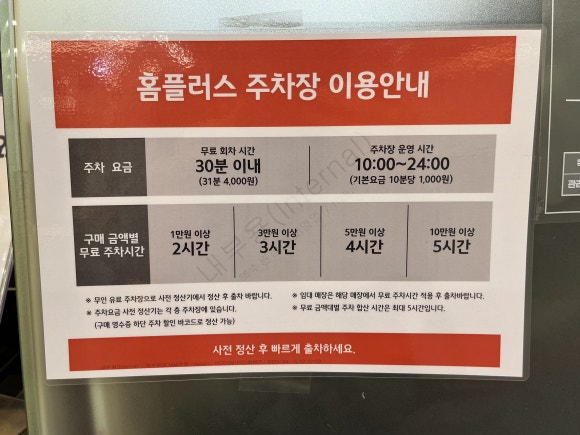 홈플러스 주차장 이용안내
주차 요금
무료 회차 시간
30분 이내
(31분 4,000원)
주차장 운영 시간
10:00~24:00
(기본요금 10분당 1,000원)
구매 금액별
무료 주차시간
1만원 이상
2시간
3만원 이상
3시간
5만원 이상
4시간
10만원 이상
5시간
내부용(Internal)
※ 무인 유료 주차장으로 사전 정산기에서 정산 후 출차 바랍니다.
※ 주차요금 사전 정산기는 각 층 주차장에 있습니다.
(구매 영수증 하단 주차 할인 바코드로 정산 가능)
※ 임대 매장은 해당 매장에서 무료 주차시간 적용 후 출차바랍니다.
※ 무료 금액대별 주차 합산 시간은 최대 5시간입니다.
사전 정산 후 빠르게 출차하세요.